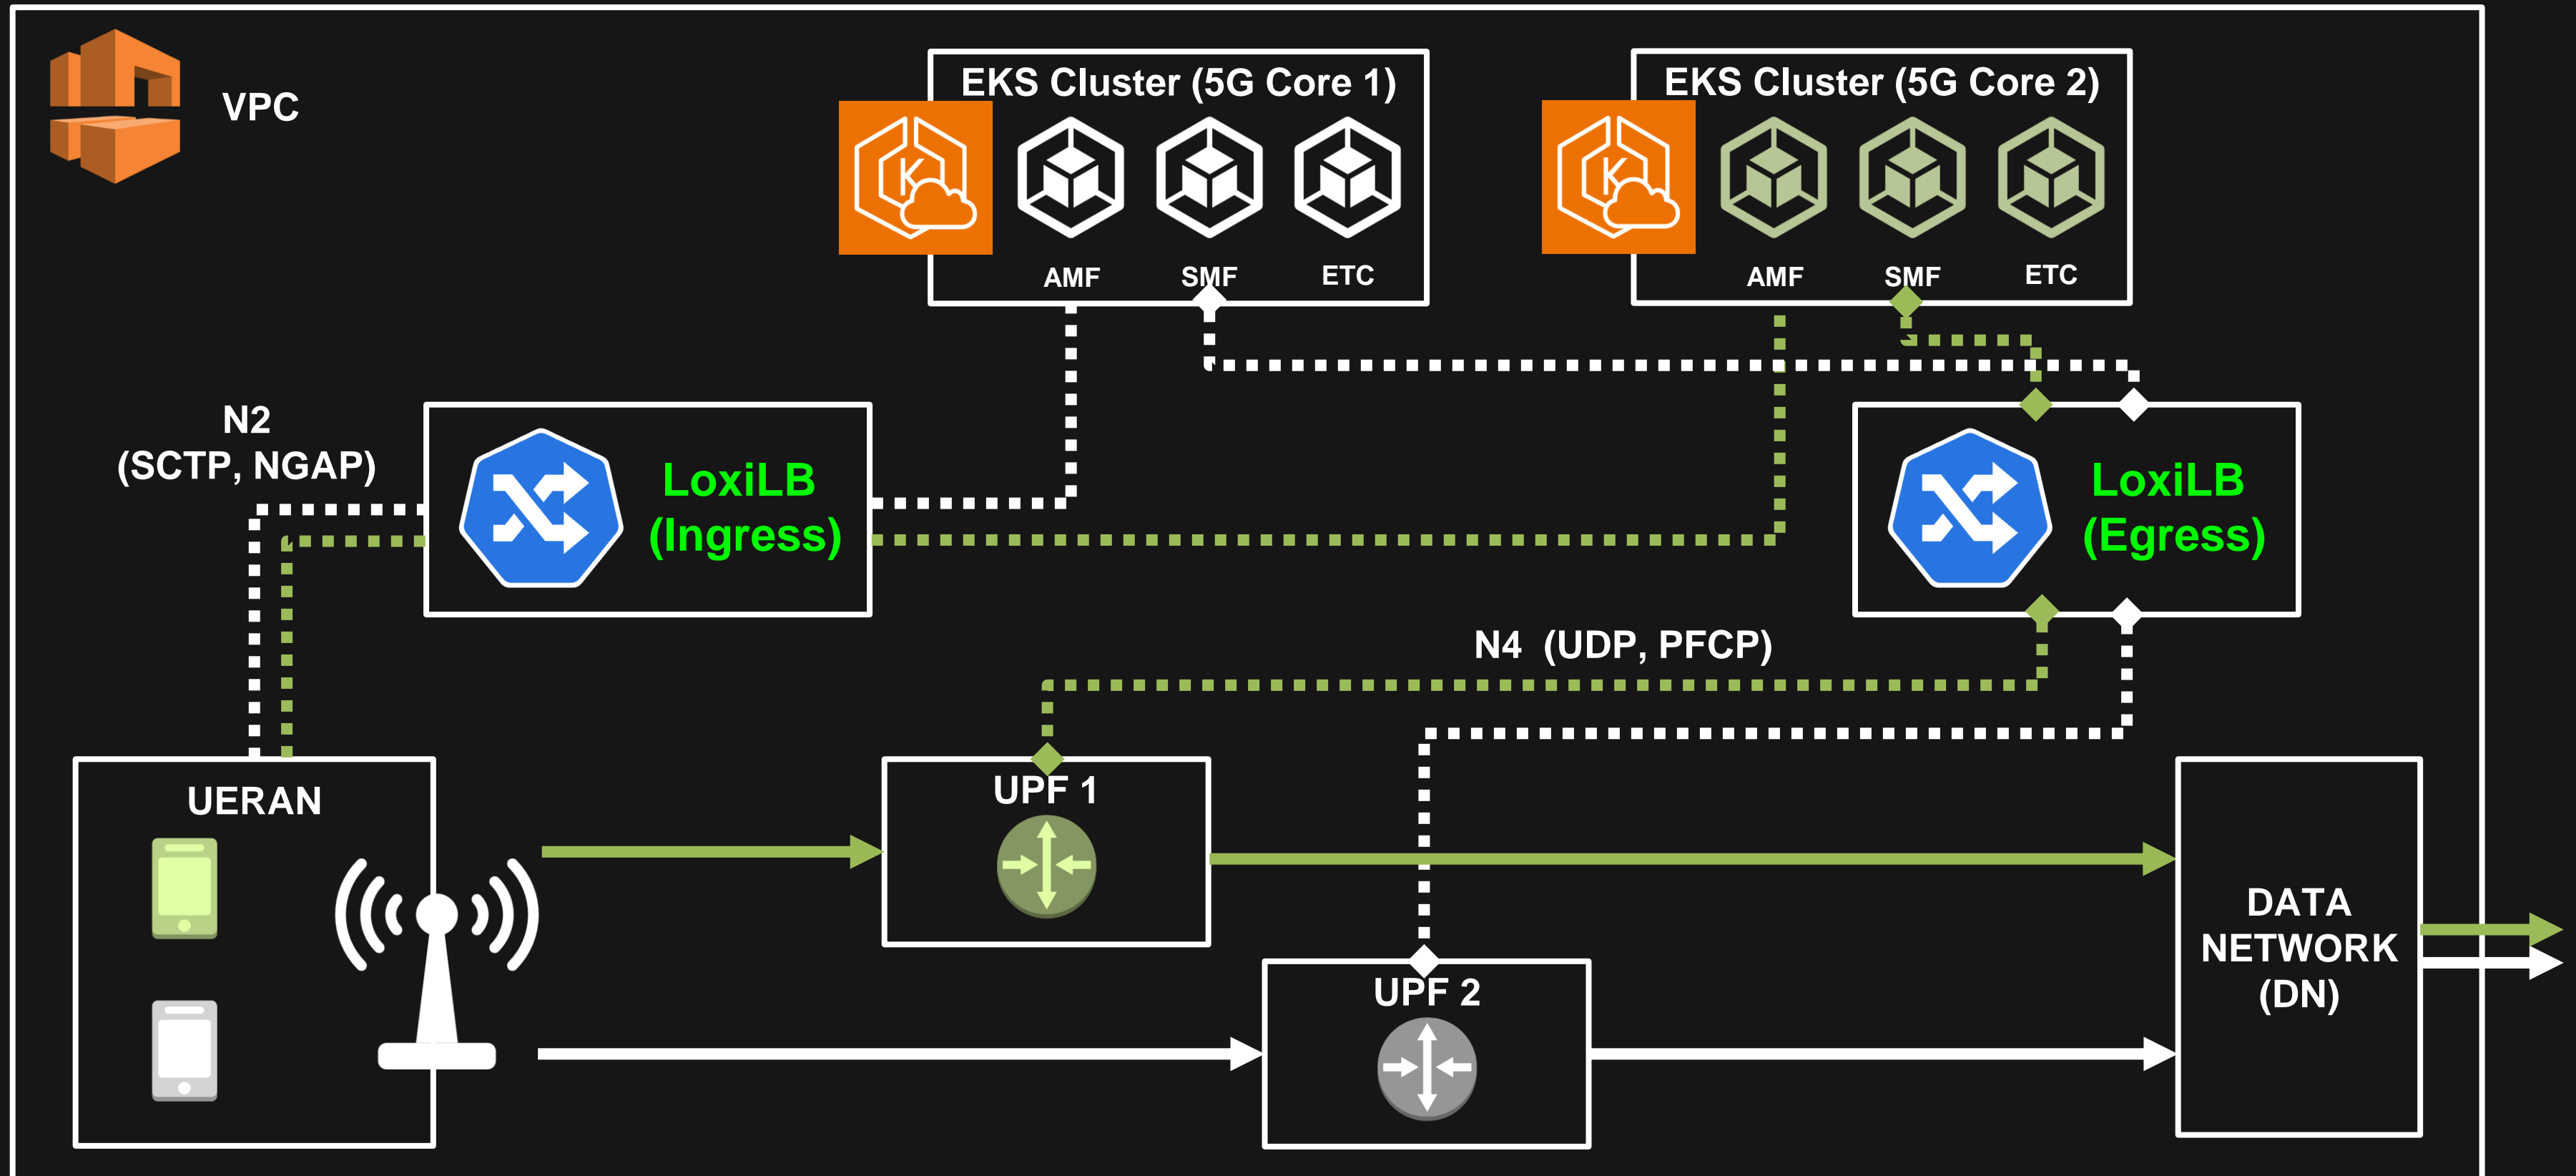 VPC
EKS Cluster (5G Core 1)
K
AMF
SMF
ETC
EKS Cluster (5G Core 2)
K
AMF
SMF
ETC
N2
(SCTP, NGAP)
LoxiLB
(Ingress)
LoxiLB
(Egress)
N4 (UDP, PFCP)
UERAN
UPF 1
UPF 2
DATA
NETWORK
(DN)